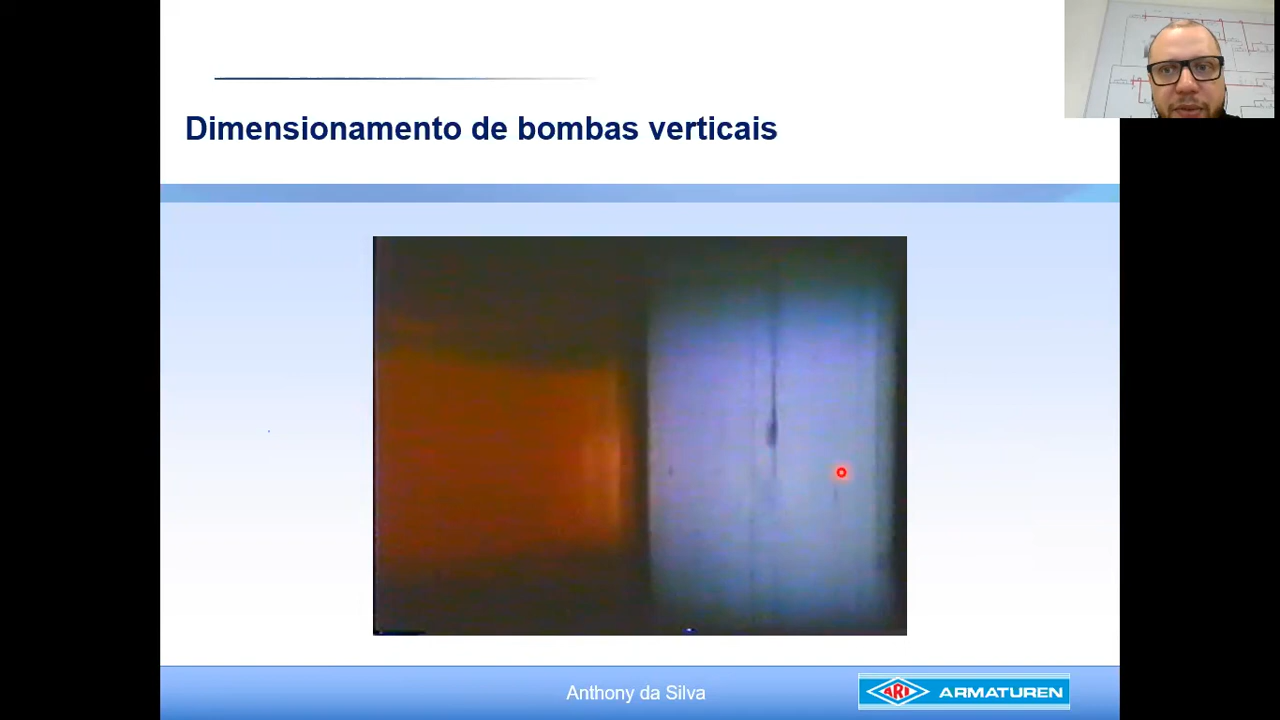 Dimensionamento de bombas verticais
Anthony da Silva
ARI ARMATUREN